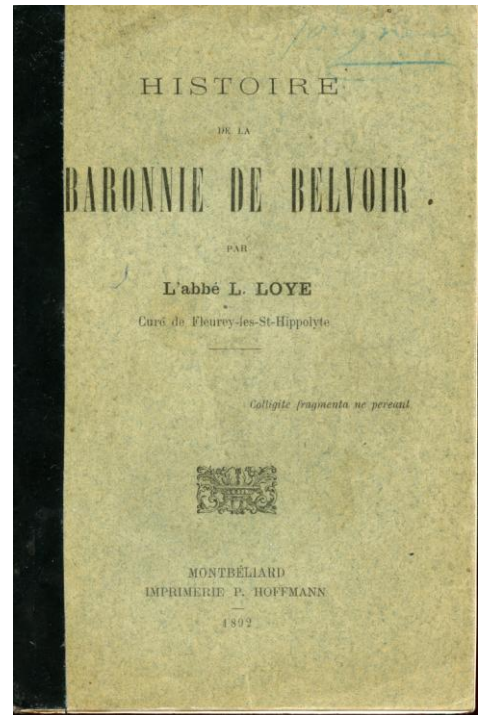 HISTOIRE
DE LA
BARONNIE DE BELVOIR.
PAR
L'abbé L. LOYE
Curé de Fleurey-les-St-Hippolyte
Colligite fragmenta ne pereant
MONTBÉLIARD
IMPRIMERIE P. HOFFMANN
1892